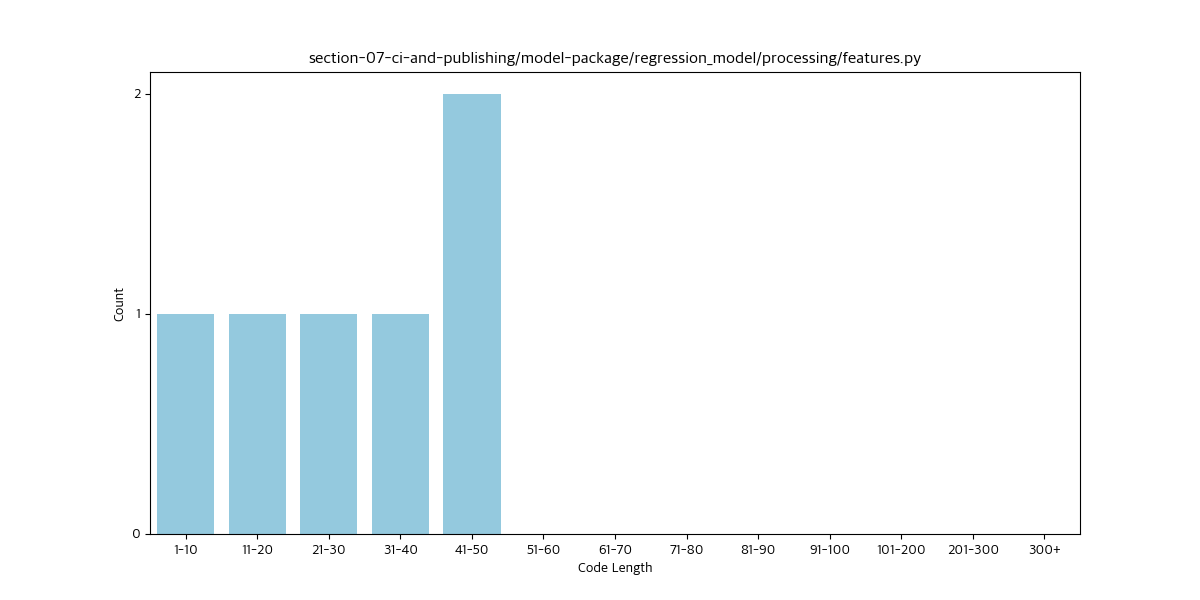 section-07-ci-and-publishing/model-package/regression_model/processing/features.py
Count
2
1
0
1-10 11-20 21-30 31-40 41-50 51-60 61-70 71-80 81-90 91-100 101-200 201-300 300+
Code Length